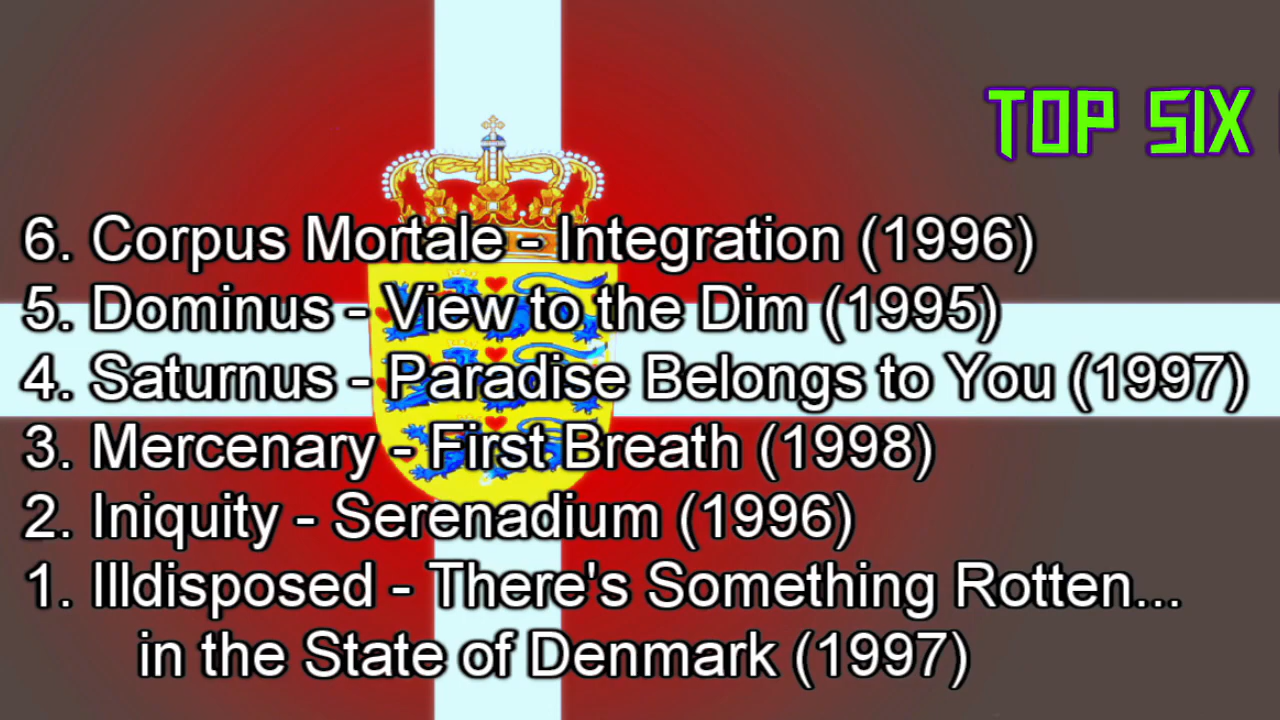 TOP SIX
6. Corpus Mortale - Integration (1996)
5. Dominus - View to the Dim (1995)
4. Saturnus - Paradise Belongs to You (1997)
3. Mercenary - First Breath (1998)
2. Iniquity - Serenadium (1996)
1. Illdisposed - There's Something Rotten...
in the State of Denmark (1997)